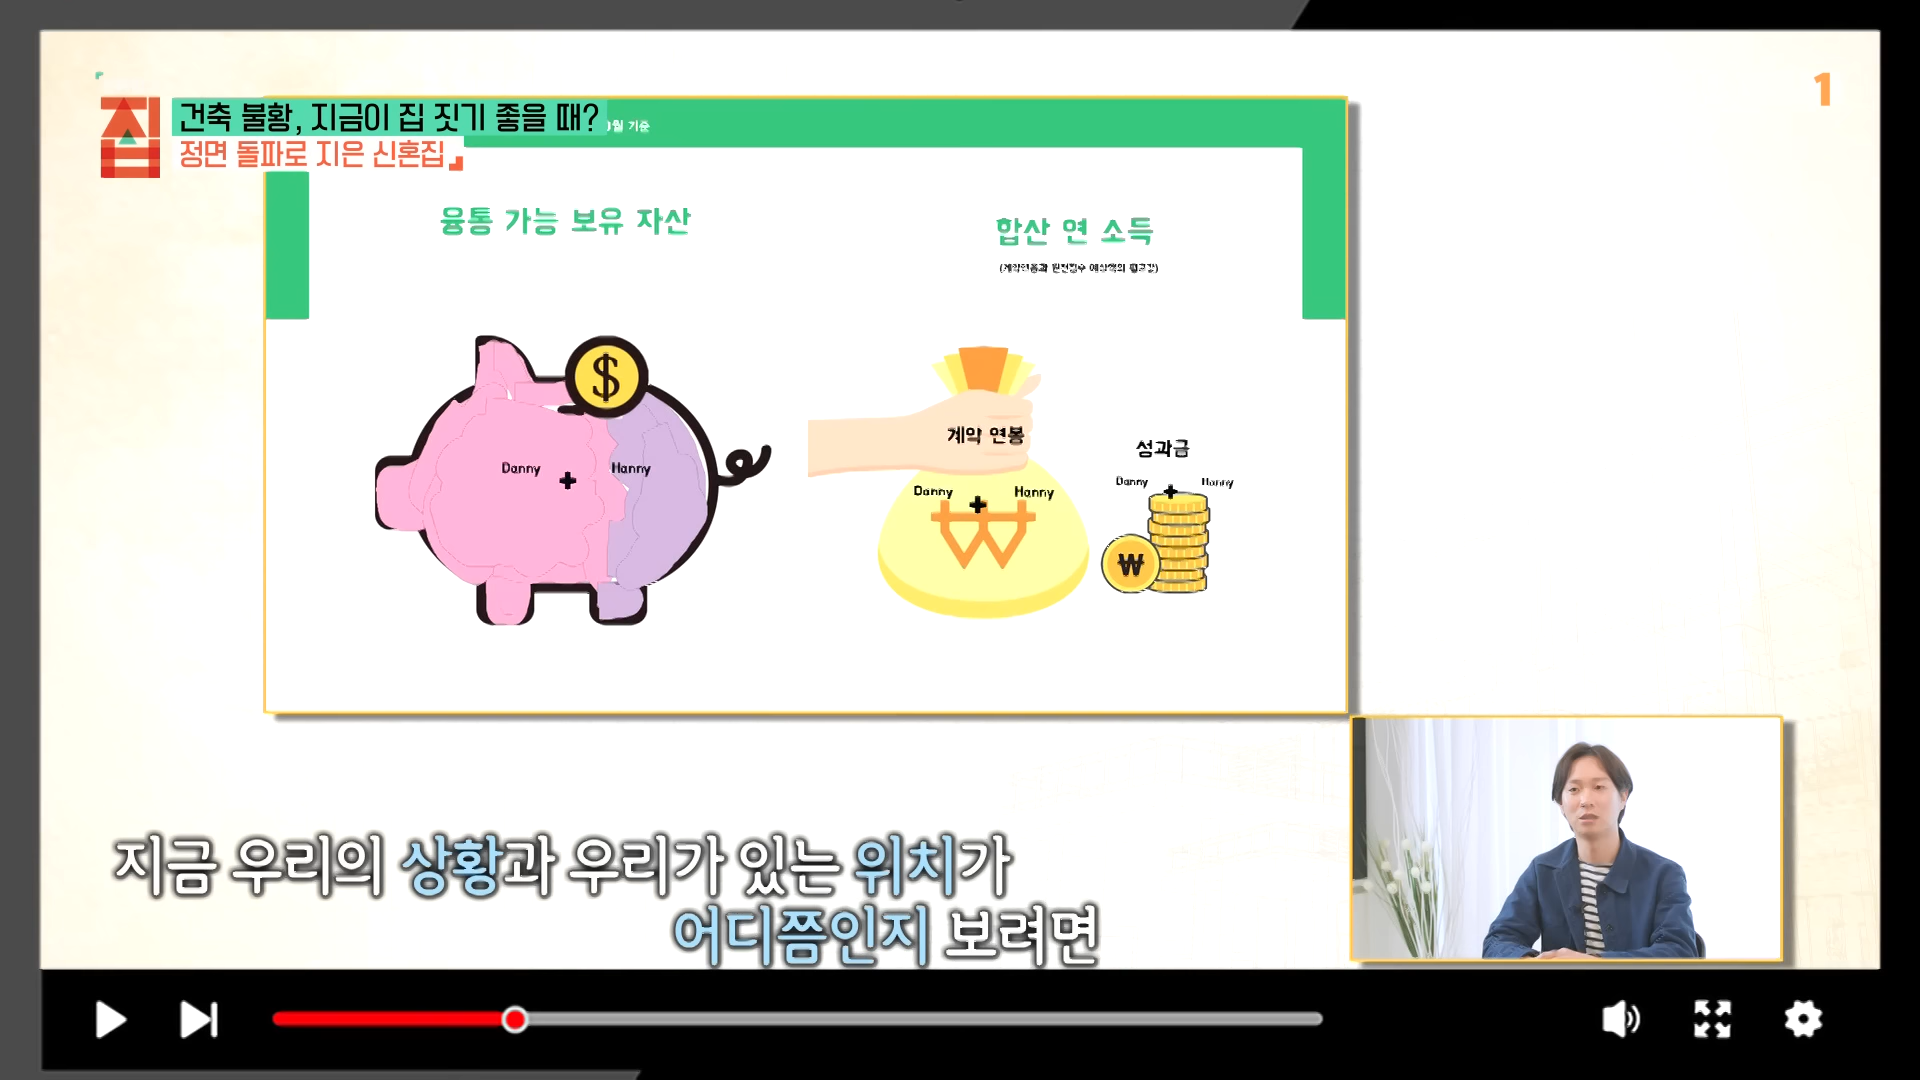 집
건축 불황, 지금이 집 짓기 좋을 때?
정면 돌파로 지은 신혼집
월 기준
1
융통 가능 보유 자산
합산 연 소득
$
Danny + Hanny
계약 연봉
Danny + Hanny
₩
성과금
Danny + Hanny
₩
지금 우리의 상황과 우리가 있는 위치가
어디쯤인지 보려면